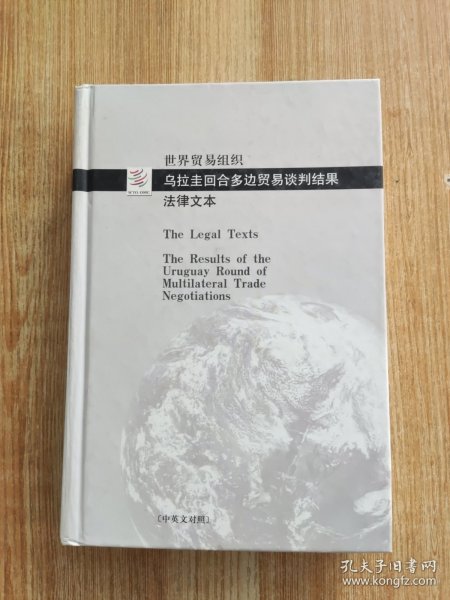 世界贸易组织
乌拉圭回合多边贸易谈判结果
法律文本
The Legal Texts
The Results of the
Uruguay Round of
Multilateral Trade
Negotiations
〔中英文对照〕
孔夫子旧书网
www.kongfz.com